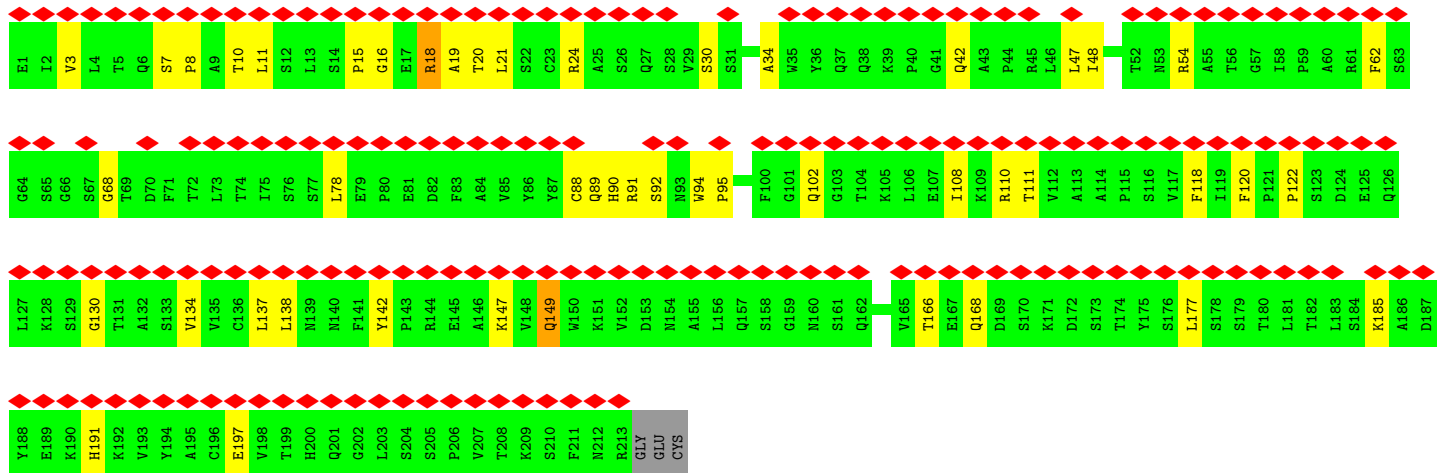 E1 I2 V3 L4 T5 Q6 S7 P8 A9 T10 L11 S12 L13 S14 P15 G16 E17 R18 A19 T20 L21 S22 C23 R24 A25 S26 Q27 S28 V29 S30 S31 A34 W35 Y36 Q37 Q38 K39 P40 G41 Q42 A43 P44 R45 L46 L47 I48 T52 N53 R54 A55 T56 G57 I58 P59 A60 R61 F62 S63
G64 S65 G66 S67 G68 T69 D70 F71 T72 L73 T74 I75 S76 S77 L78 E79 P80 E81 D82 F83 A84 V85 Y86 Y87 C88 Q89 H90 R91 S92 N93 W94 P95 F100 G101 Q102 G103 T104 K105 L106 E107 I108 K109 R110 T111 V112 A113 A114 P115 S116 V117 F118 I119 F120 P121 P122 S123 D124 E125 Q126
L127 K128 S129 G130 T131 A132 S133 V134 V135 C136 L137 L138 N139 N140 F141 Y142 P143 R144 E145 A146 K147 V148 Q149 W150 K151 V152 D153 N154 A155 L156 Q157 S158 G159 N160 S161 Q162 V165 T166 E167 Q168 D169 S170 K171 D172 S173 T174 Y175 S176 L177 S178 S179 T180 L181 T182 L183 S184 K185 A186 D187
Y188 E189 K190 H191 K192 V193 Y194 A195 C196 E197 V198 T199 H200 Q201 G202 L203 S204 S205 P206 V207 T208 K209 S210 F211 N212 R213 GLY GLU CYS